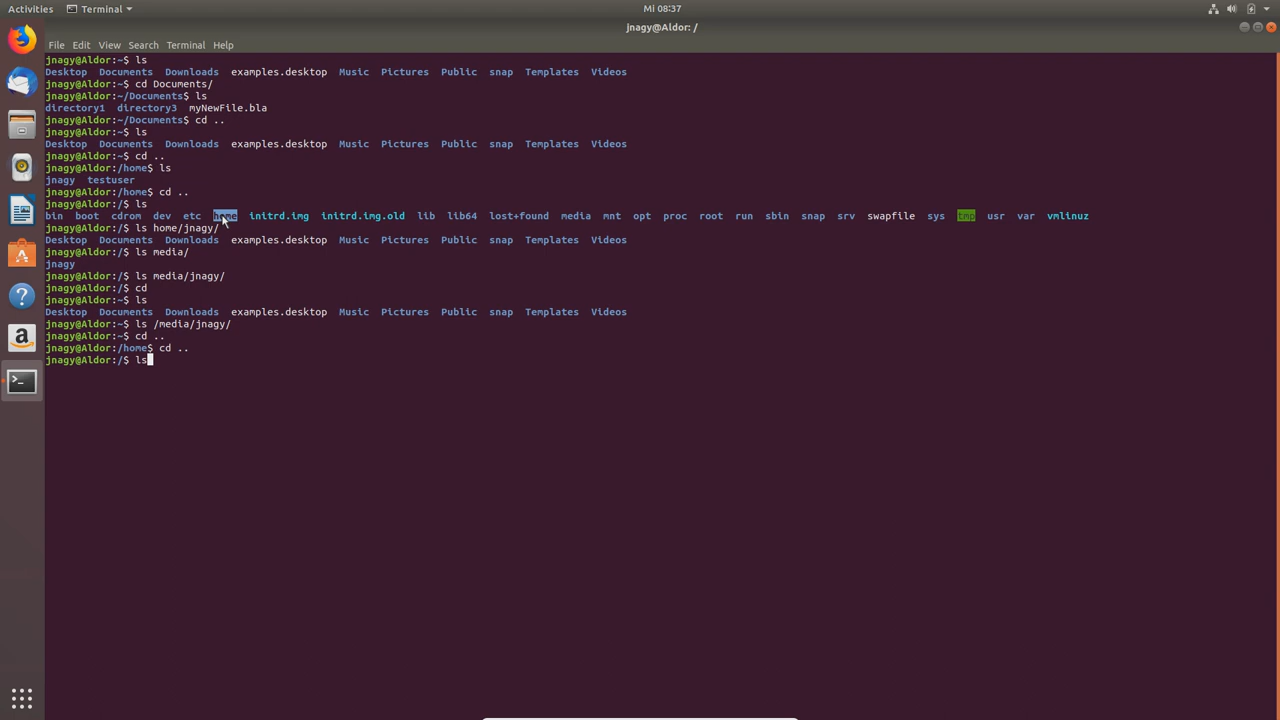 Activities Terminal Mi 08:37
jnagy@Aldor: /
File Edit View Search Terminal Help
jnagy@Aldor:~$ ls
Desktop Documents Downloads examples.desktop Music Pictures Public snap Templates Videos
jnagy@Aldor:~$ cd Documents/
jnagy@Aldor:~/Documents$ ls
directory1 directory3 myNewFile.bla
jnagy@Aldor:~/Documents$ cd ..
jnagy@Aldor:~$ ls
Desktop Documents Downloads examples.desktop Music Pictures Public snap Templates Videos
jnagy@Aldor:~$ cd ..
jnagy@Aldor:/home$ ls
jnagy testuser
jnagy@Aldor:/home$ cd ..
jnagy@Aldor:/$ ls
bin boot cdrom dev etc home initrd.img initrd.img.old lib lib64 lost+found media mnt opt proc root run sbin snap srv swapfile sys tmp usr var vmlinuz
jnagy@Aldor:/$ ls home/jnagy/
Desktop Documents Downloads examples.desktop Music Pictures Public snap Templates Videos
jnagy@Aldor:/$ ls media/
jnagy
jnagy@Aldor:/$ ls media/jnagy/
jnagy@Aldor:/$ cd
jnagy@Aldor:~$ ls
Desktop Documents Downloads examples.desktop Music Pictures Public snap Templates Videos
jnagy@Aldor:~$ ls /media/jnagy/
jnagy@Aldor:~$ cd ..
jnagy@Aldor:/home$ cd ..
jnagy@Aldor:/$ ls